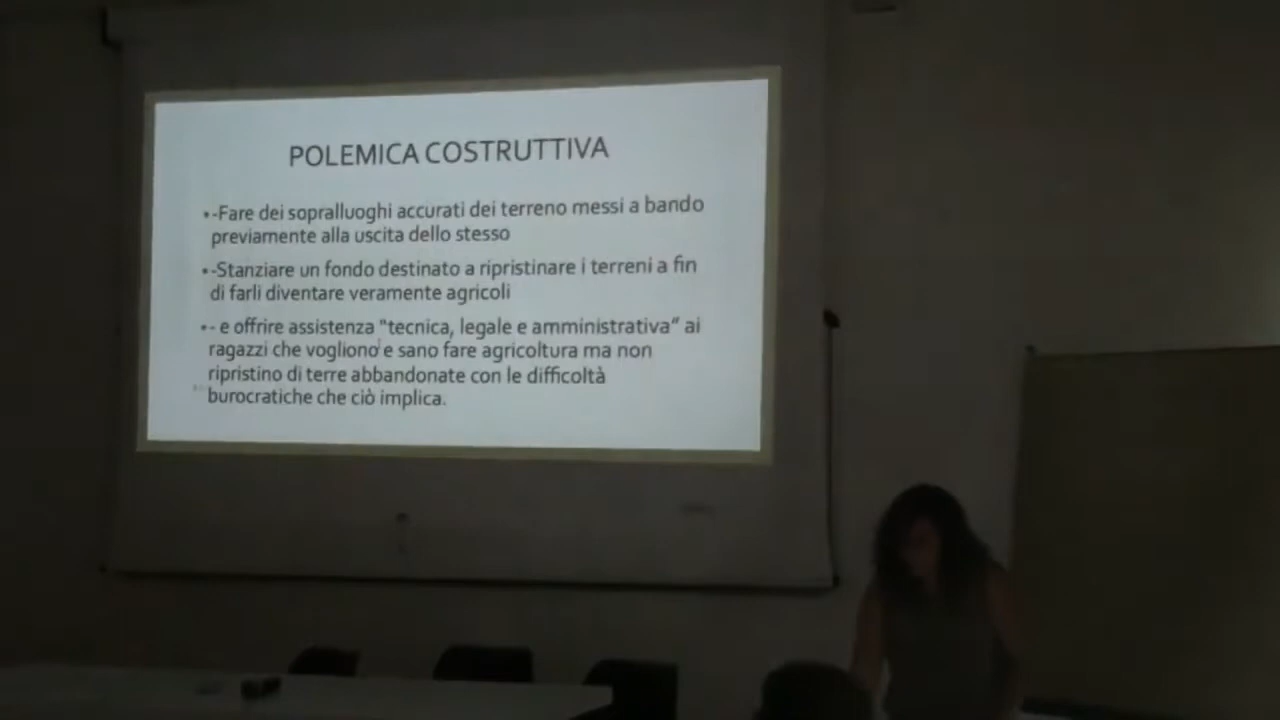 POLEMICA COSTRUTTIVA
•-Fare dei sopralluoghi accurati dei terreno messi a bando
previamente alla uscita dello stesso
•-Stanziare un fondo destinato a ripristinare i terreni a fin
di farli diventare veramente agricoli
•- e offrire assistenza "tecnica, legale e amministrativa" ai
ragazzi che vogliono e sano fare agricoltura ma non
ripristino di terre abbandonate con le difficoltà
burocratiche che ciò implica.